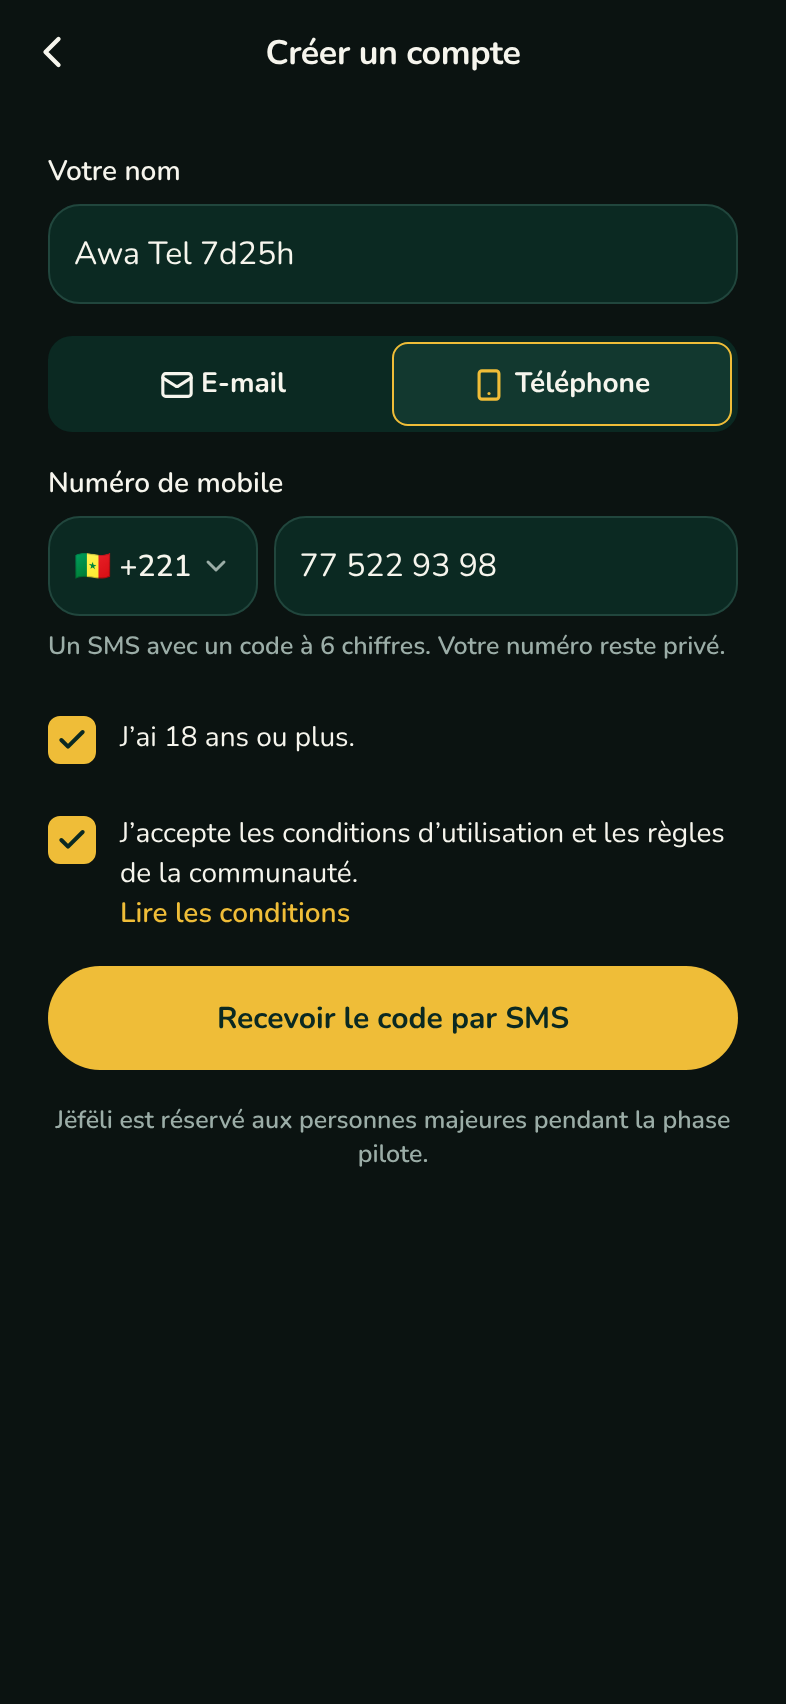 Créer un compte
Votre nom
Awa Tel 7d25h
E-mail
Téléphone
Numéro de mobile
+221
77 522 93 98
Un SMS avec un code à 6 chiffres. Votre numéro reste privé.
J’ai 18 ans ou plus.
J’accepte les conditions d’utilisation et les règles
de la communauté.
Lire les conditions
Recevoir le code par SMS
Jëfëli est réservé aux personnes majeures pendant la phase
pilote.